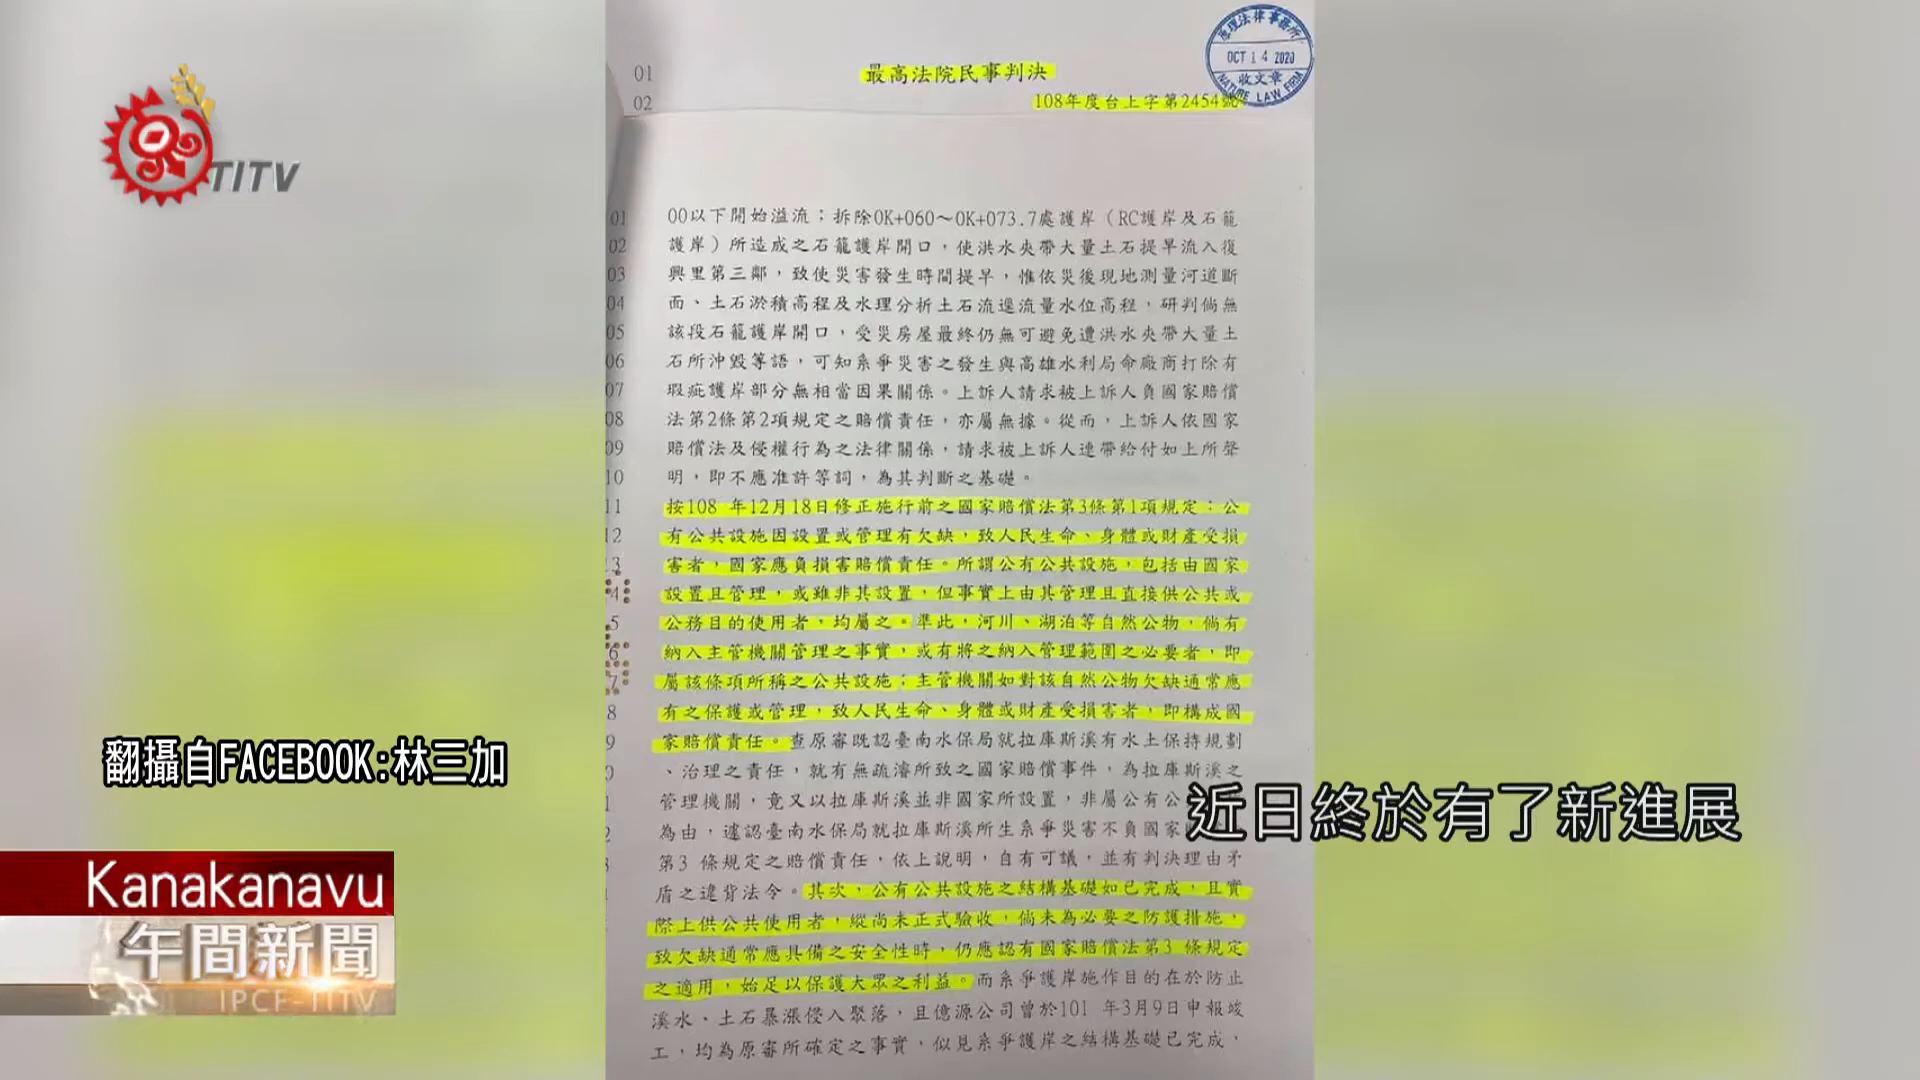 TITV
原理法律事務所
OCT 14 2020
收文章
NATURE LAW FIRM
01
最高法院民事判決
02
108年度台上字第2454號
01 00以下開始溢流；拆除0K+060～0K+073.7處護岸（RC護岸及石籠
02 護岸）所造成之石籠護岸開口，使洪水夾帶大量土石提早流入復
03 興里第三鄰，致使災害發生時間提早，惟依災後現地測量河道斷
04 面、土石淤積高程及水理分析土石流逕流量水位高程，研判倘無
05 該段石籠護岸開口，受災房屋最終仍無可避免遭洪水夾帶大量土
06 石所沖毀等語，可知系爭災害之發生與高雄水利局命廠商打除有
07 瑕疵護岸部分無相當因果關係。上訴人請求被上訴人負國家賠償
08 法第2條第2項規定之賠償責任，亦屬無據。從而，上訴人依國家
09 賠償法及侵權行為之法律關係，請求被上訴人連帶給付如上所聲
10 明，即不應准許等詞，為其判斷之基礎。
11 按108 年12月18日修正施行前之國家賠償法第3條第1項規定：公
12 有公共設施因設置或管理有欠缺，致人民生命、身體或財產受損
3 害者，國家應負損害賠償責任。所謂公有公共設施，包括由國家
4 設置且管理，或雖非其設置，但事實上由其管理且直接供公共或
5 公務目的使用者，均屬之。準此，河川、湖泊等自然公物，倘有
6 納入主管機關管理之事實，或有將之納入管理範圍之必要者，即
7 屬該條項所稱之公共設施；主管機關如對該自然公物欠缺通常應
8 有之保護或管理，致人民生命、身體或財產受損害者，即構成國
9 家賠償責任。查原審既認臺南水保局就拉庫斯溪有水土保持規劃
0 、治理之責任，就有無疏濬所致之國家賠償事件，為拉庫斯溪之
1 管理機關，竟又以拉庫斯溪並非國家所設置，非屬公有公
2 為由，遽認臺南水保局就拉庫斯溪所生系爭災害不負國家
3 第3 條規定之賠償責任，依上說明，自有可議，並有判決理由矛
盾之違背法令。其次，公有公共設施之結構基礎如已完成，且實
際上供公共使用者，縱尚未正式驗收，倘未為必要之防護措施，
致欠缺通常應具備之安全性時，仍應認有國家賠償法第3 條規定
之適用，始足以保護大眾之利益。而系爭護岸施作目的在於防止
溪水、土石暴漲侵入聚落，且億源公司曾於101 年3月9日申報竣
工，均為原審所確定之事實，似見系爭護岸之結構基礎已完成，
翻攝自FACEBOOK:林三加
近日終於有了新進展
Kanakanavu
午間新聞
IPCF-TITV